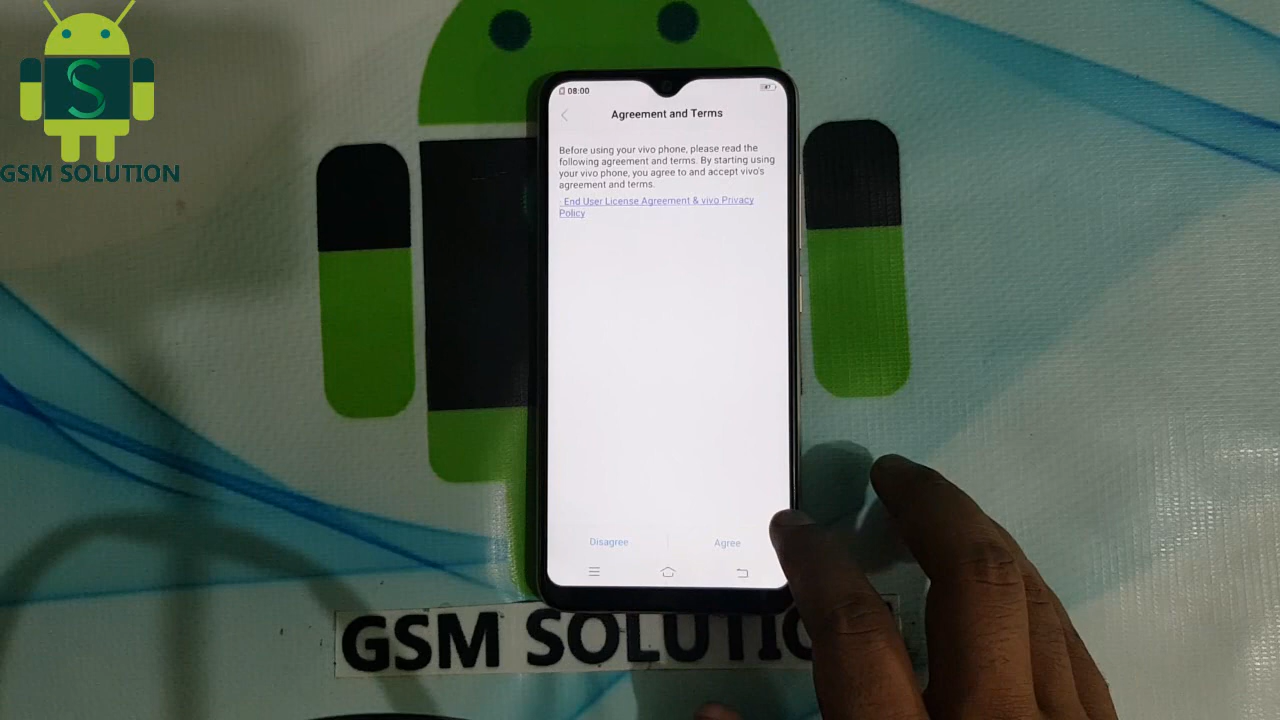 S
GSM SOLUTION
08:00
Agreement and Terms
Before using your vivo phone, please read the
following agreement and terms. By starting using
your vivo phone, you agree to and accept vivo's
agreement and terms.
· End User License Agreement & vivo Privacy
Policy
Disagree
Agree
GSM SOLUTIO